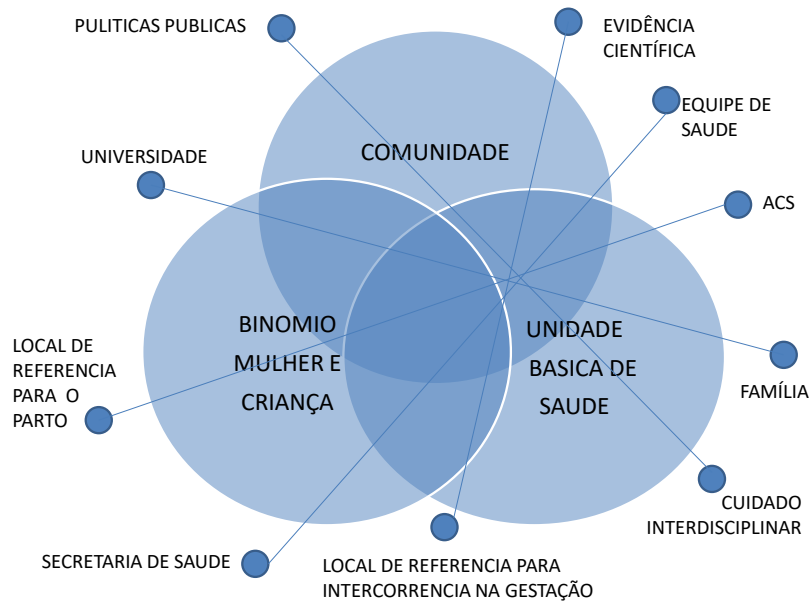 PULITICAS PUBLICAS
EVIDÊNCIA
CIENTÍFICA
EQUIPE DE
SAUDE
COMUNIDADE
UNIVERSIDADE
ACS
BINOMIO
MULHER E
CRIANÇA
UNIDADE
BASICA DE
SAUDE
LOCAL DE
REFERENCIA
PARA O
PARTO
FAMÍLIA
CUIDADO
INTERDISCIPLINAR
SECRETARIA DE SAUDE
LOCAL DE REFERENCIA PARA
INTERCORRENCIA NA GESTAÇÃO